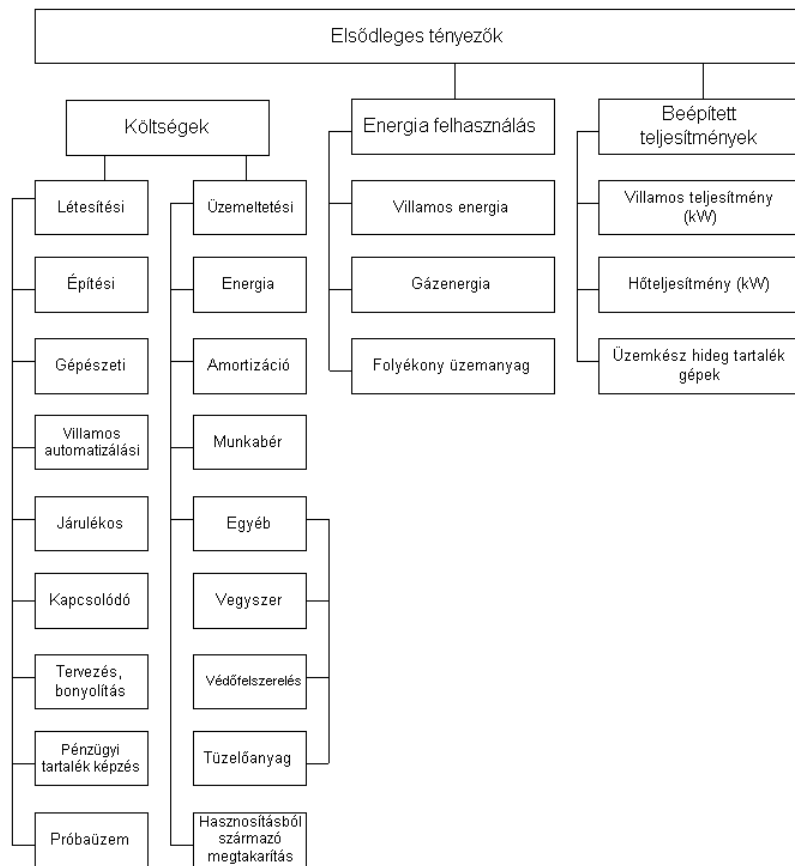 Elsődleges tényezők
Költségek
Energia felhasználás
Beépített
teljesítmények
Létesítési
Üzemeltetési
Villamos energia
Villamos teljesítmény
(kW)
Építési
Energia
Gázenergia
Hőteljesítmény (kW)
Gépészeti
Amortizáció
Folyékony üzemanyag
Üzemkész hideg tartalék
gépek
Villamos
automatizálási
Munkabér
Járulékos
Egyéb
Kapcsolódó
Vegyszer
Tervezés,
bonyolítás
Védőfelszerelés
Pénzügyi
tartalék képzés
Tüzelőanyag
Próbaüzem
Hasznosításból
származó
megtakarítás